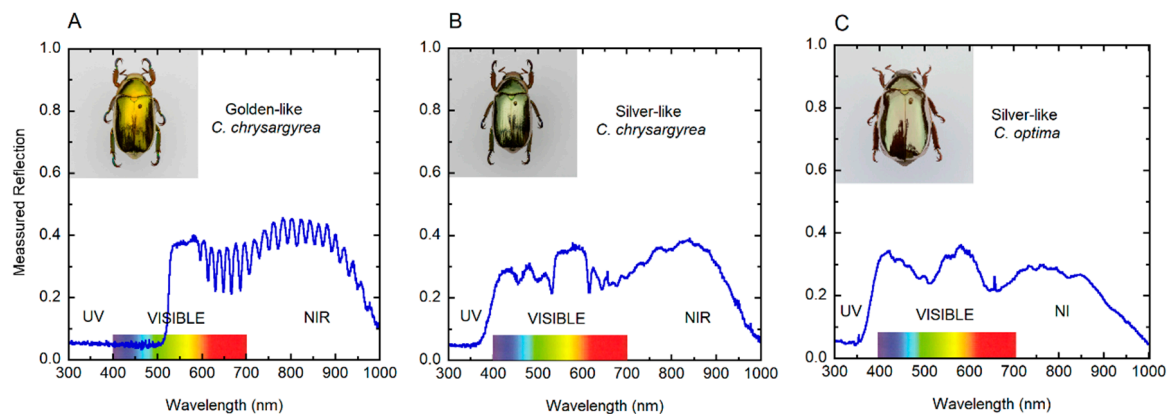 A
B
C
Measured Reflection
1.0
0.8
0.6
0.4
0.2
0.0
Golden-like
C. chrysargyrea
UV
VISIBLE
NIR
300 400 500 600 700 800 900 1000
Wavelength (nm)
1.0
0.8
0.6
0.4
0.2
0.0
Silver-like
C. chrysargyrea
UV
VISIBLE
NIR
300 400 500 600 700 800 900 1000
Wavelength (nm)
1.0
0.8
0.6
0.4
0.2
0.0
Silver-like
C. optima
UV
VISIBLE
NI
300 400 500 600 700 800 900 1000
Wavelength (nm)